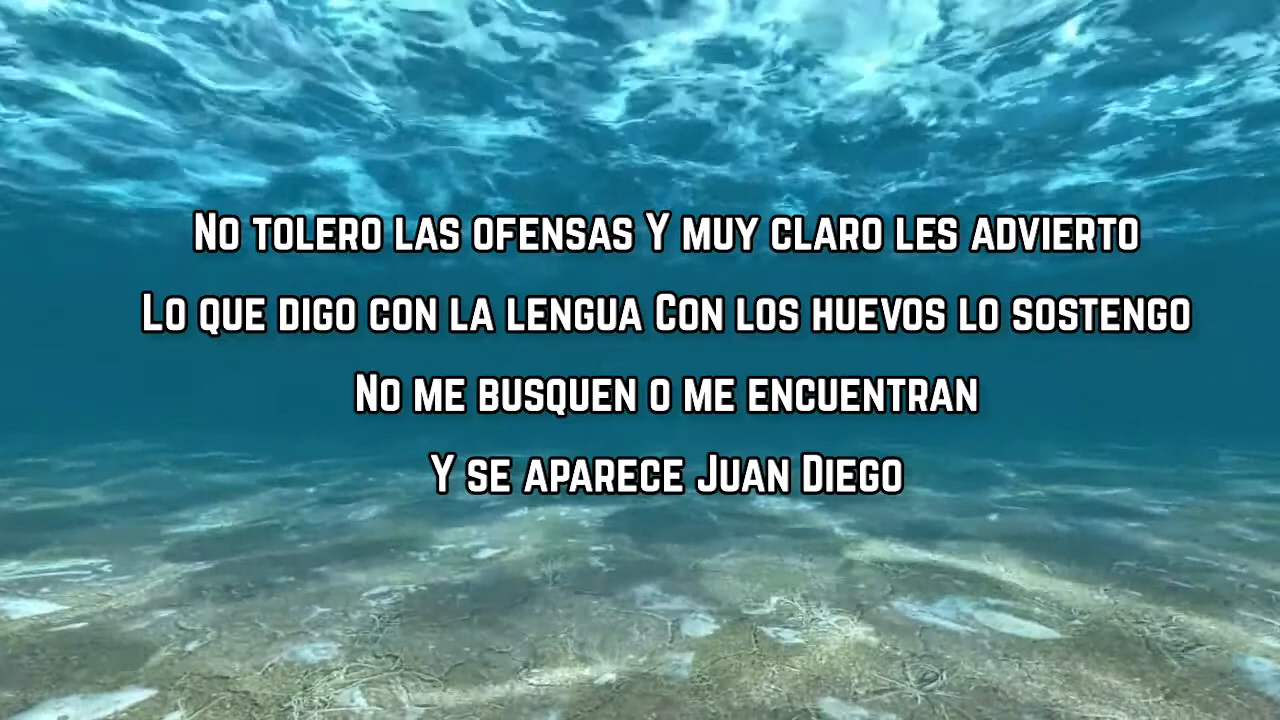 No tolero las ofensas Y muy claro les advierto
Lo que digo con la lengua Con los huevos lo sostengo
No me busquen o me encuentran
Y se aparece Juan Diego